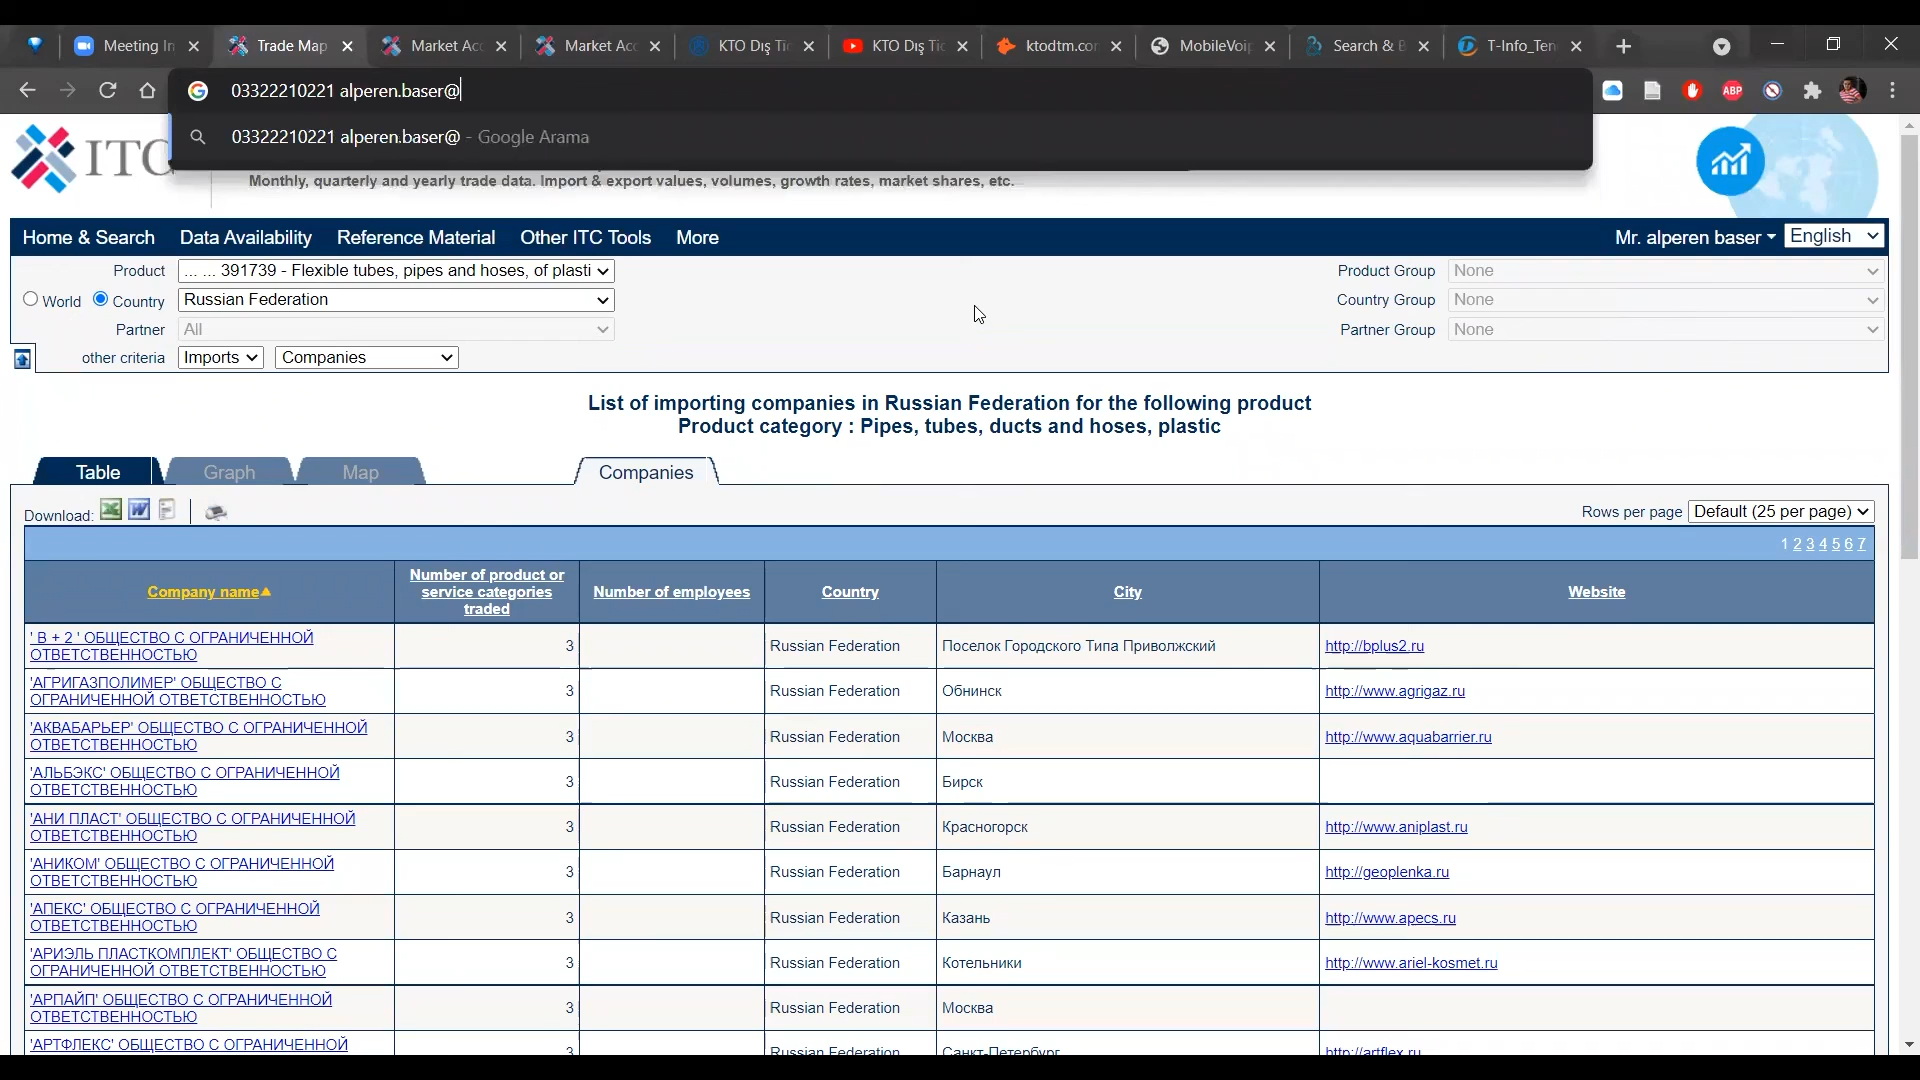 Meeting In
Trade Map
Market Acc
Market Acc
KTO Dış Tic
KTO Dış Tic
ktodtm.co
MobileVoip
Search & B
T-Info_Ten
03322210221 alperen.baser@
03322210221 alperen.baser@ - Google Arama
ABP
ITC
Monthly, quarterly and yearly trade data. Import & export values, volumes, growth rates, market shares, etc.
Home & Search Data Availability Reference Material Other ITC Tools More Mr. alperen baser English
Product ... ... 391739 - Flexible tubes, pipes and hoses, of plasti Product Group None
World Country Russian Federation Country Group None
Partner All Partner Group None
other criteria Imports Companies
List of importing companies in Russian Federation for the following product
Product category : Pipes, tubes, ducts and hoses, plastic
Table Graph Map Companies
Download: Rows per page Default (25 per page)
1 2 3 4 5 6 7
Company name Number of product or service categories traded Number of employees Country City Website
' В + 2 ' ОБЩЕСТВО С ОГРАНИЧЕННОЙ
ОТВЕТСТВЕННОСТЬЮ 3 Russian Federation Поселок Городского Типа Приволжский http://bplus2.ru
'АГРИГАЗПОЛИМЕР' ОБЩЕСТВО С
ОГРАНИЧЕННОЙ ОТВЕТСТВЕННОСТЬЮ 3 Russian Federation Обнинск http://www.agrigaz.ru
'АКВАБАРЬЕР' ОБЩЕСТВО С ОГРАНИЧЕННОЙ
ОТВЕТСТВЕННОСТЬЮ 3 Russian Federation Москва http://www.aquabarrier.ru
'АЛЬБЭКС' ОБЩЕСТВО С ОГРАНИЧЕННОЙ
ОТВЕТСТВЕННОСТЬЮ 3 Russian Federation Бирск
'АНИ ПЛАСТ' ОБЩЕСТВО С ОГРАНИЧЕННОЙ
ОТВЕТСТВЕННОСТЬЮ 3 Russian Federation Красногорск http://www.aniplast.ru
'АНИКОМ' ОБЩЕСТВО С ОГРАНИЧЕННОЙ
ОТВЕТСТВЕННОСТЬЮ 3 Russian Federation Барнаул http://geoplenka.ru
'АПЕКС' ОБЩЕСТВО С ОГРАНИЧЕННОЙ
ОТВЕТСТВЕННОСТЬЮ 3 Russian Federation Казань http://www.apecs.ru
'АРИЭЛЬ ПЛАСТКОМПЛЕКТ' ОБЩЕСТВО С
ОГРАНИЧЕННОЙ ОТВЕТСТВЕННОСТЬЮ 3 Russian Federation Котельники http://www.ariel-kosmet.ru
'АРПАЙП' ОБЩЕСТВО С ОГРАНИЧЕННОЙ
ОТВЕТСТВЕННОСТЬЮ 3 Russian Federation Москва
'АРТФЛЕКС' ОБЩЕСТВО С ОГРАНИЧЕННОЙ
3 Russian Federation Санкт-Петербург http://artflex.ru